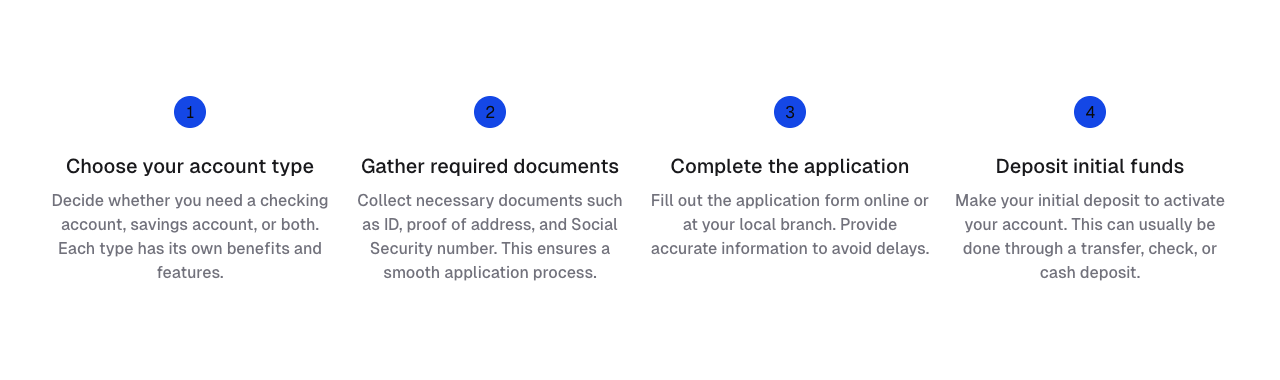 1
Choose your account type
Decide whether you need a checking
account, savings account, or both.
Each type has its own benefits and
features.
2
Gather required documents
Collect necessary documents such
as ID, proof of address, and Social
Security number. This ensures a
smooth application process.
3
Complete the application
Fill out the application form online or
at your local branch. Provide
accurate information to avoid delays.
4
Deposit initial funds
Make your initial deposit to activate
your account. This can usually be
done through a transfer, check, or
cash deposit.